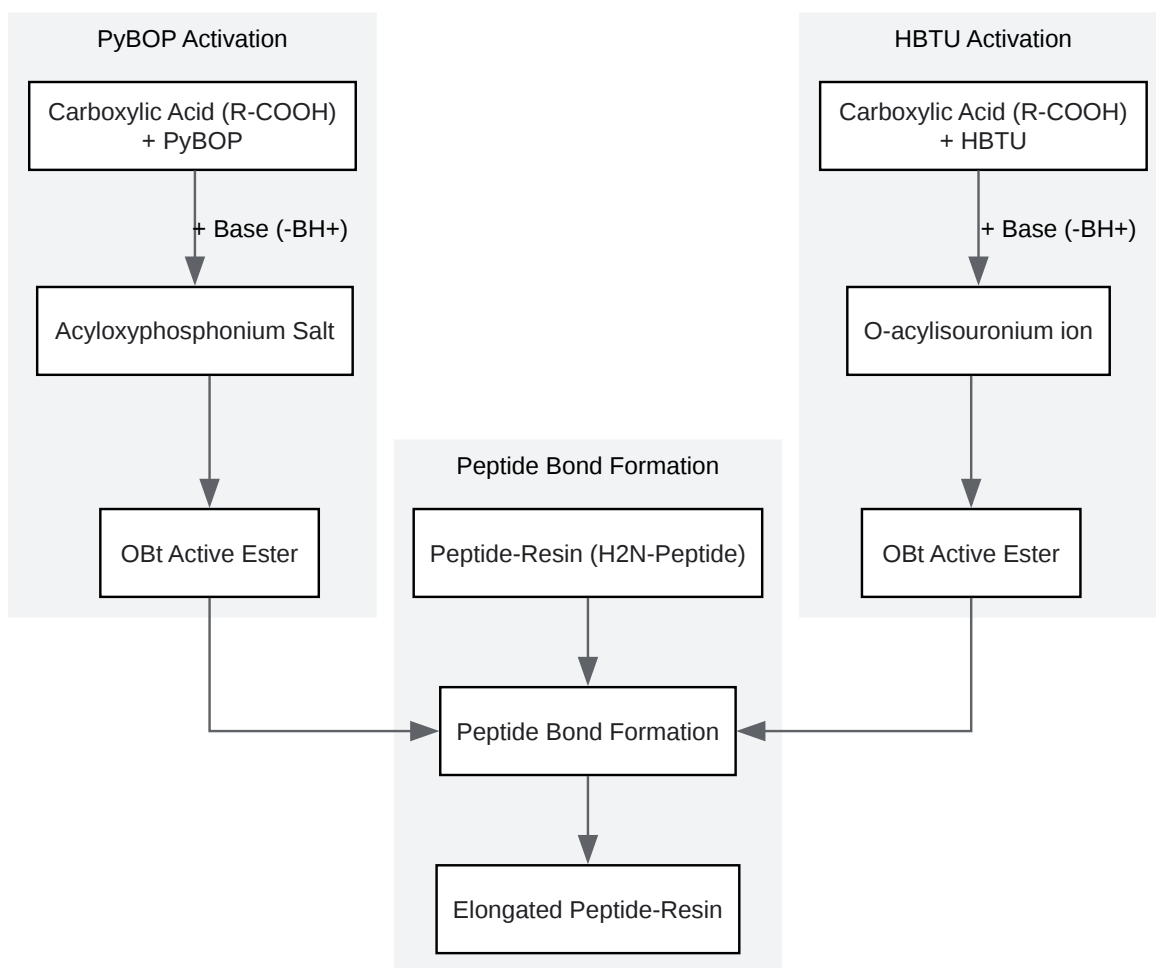 PyBOP Activation
Carboxylic Acid (R-COOH)
+ PyBOP
+ Base (-BH+)
Acyloxyphosphonium Salt
OBt Active Ester
HBTU Activation
Carboxylic Acid (R-COOH)
+ HBTU
+ Base (-BH+)
O-acylisouronium ion
OBt Active Ester
Peptide Bond Formation
Peptide-Resin (H2N-Peptide)
Peptide Bond Formation
Elongated Peptide-Resin